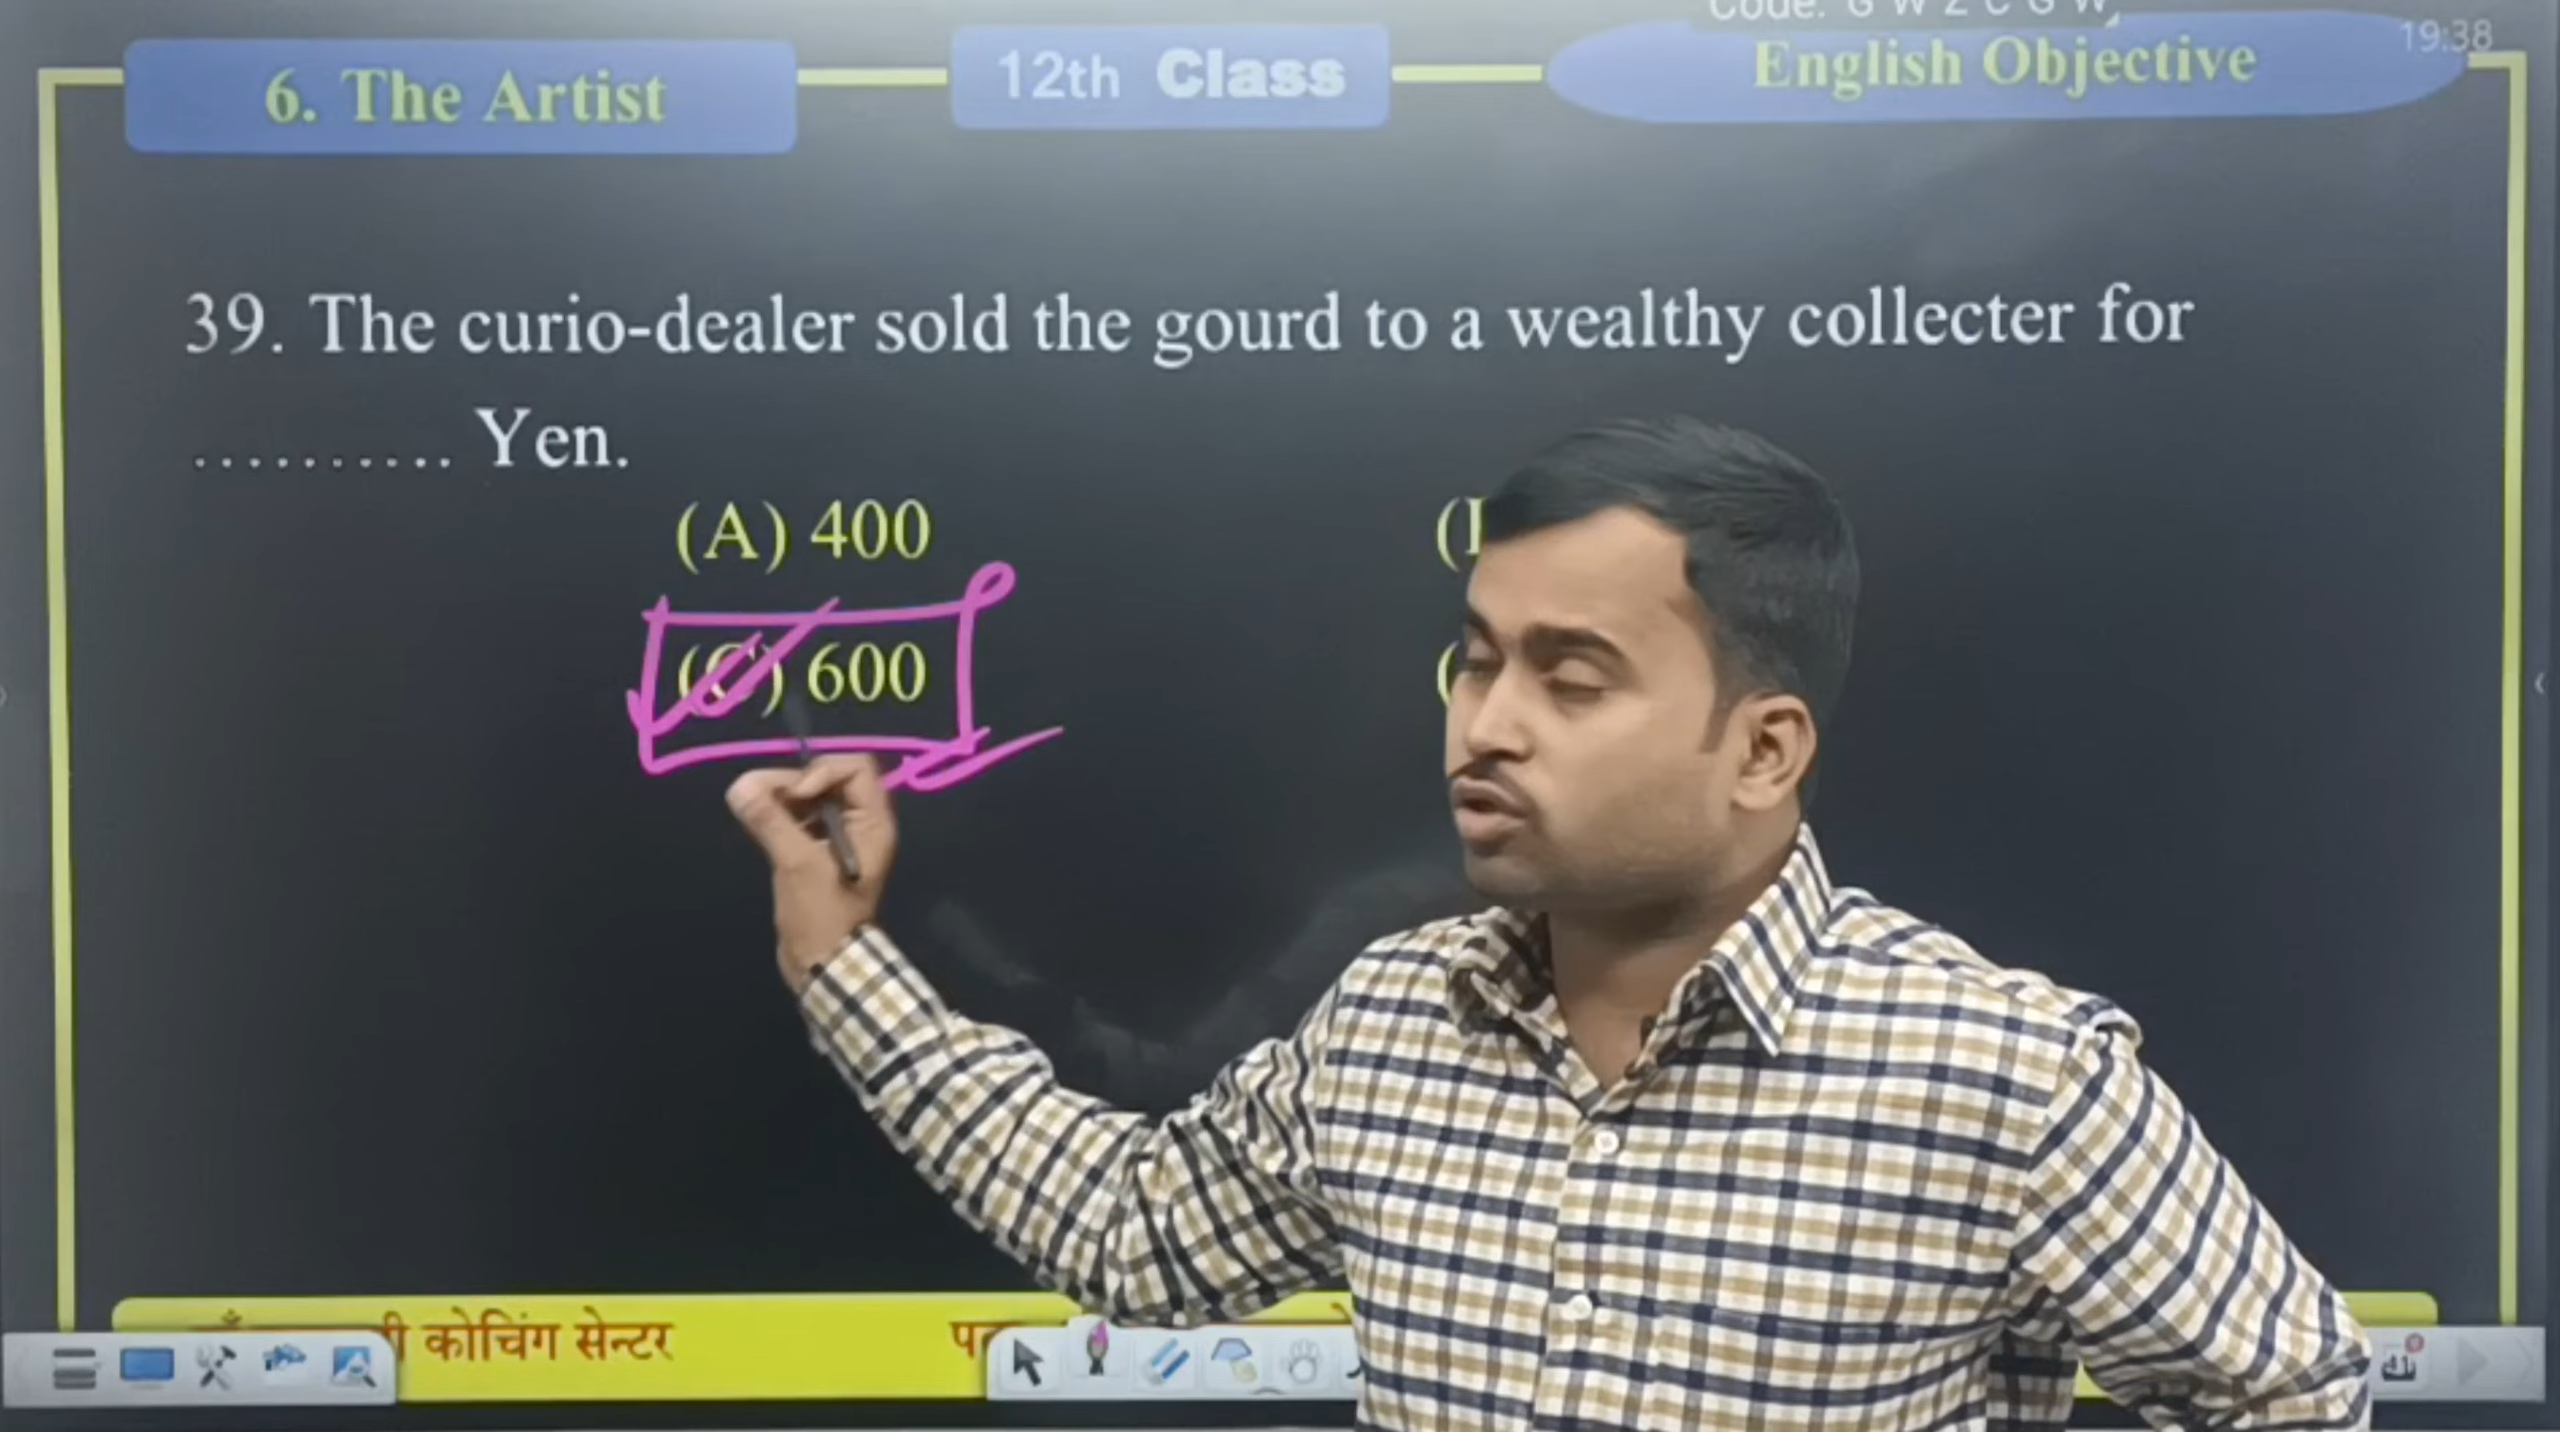 Code: G W Z C G W
19:38
6. The Artist
12th Class
English Objective
39. The curio-dealer sold the gourd to a wealthy collecter for
.......... Yen.
(A) 400
(C) 600
कोचिंग सेन्टर